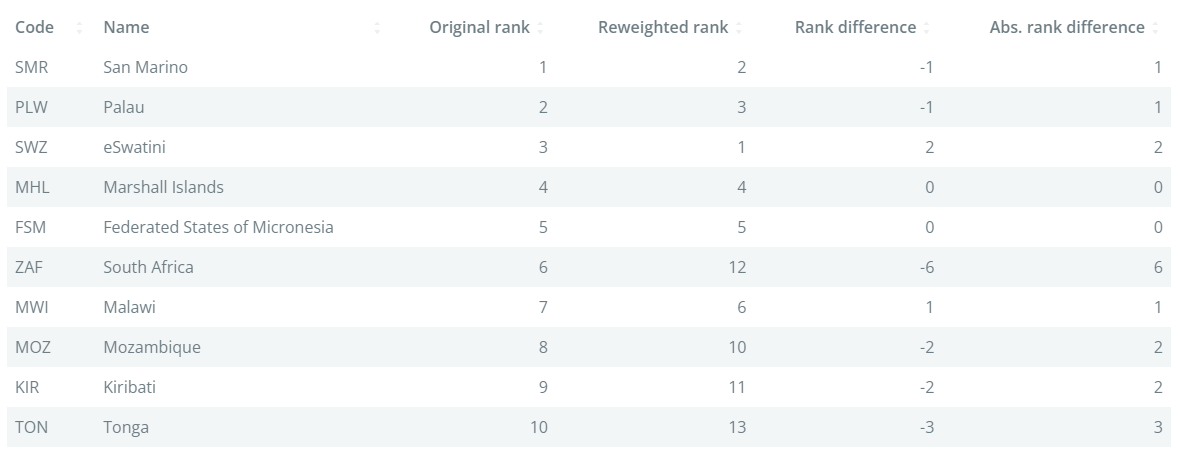 Code Name Original rank Reweighted rank Rank difference Abs. rank difference
SMR San Marino 1 2 -1 1
PLW Palau 2 3 -1 1
SWZ eSwatini 3 1 2 2
MHL Marshall Islands 4 4 0 0
FSM Federated States of Micronesia 5 5 0 0
ZAF South Africa 6 12 -6 6
MWI Malawi 7 6 1 1
MOZ Mozambique 8 10 -2 2
KIR Kiribati 9 11 -2 2
TON Tonga 10 13 -3 3